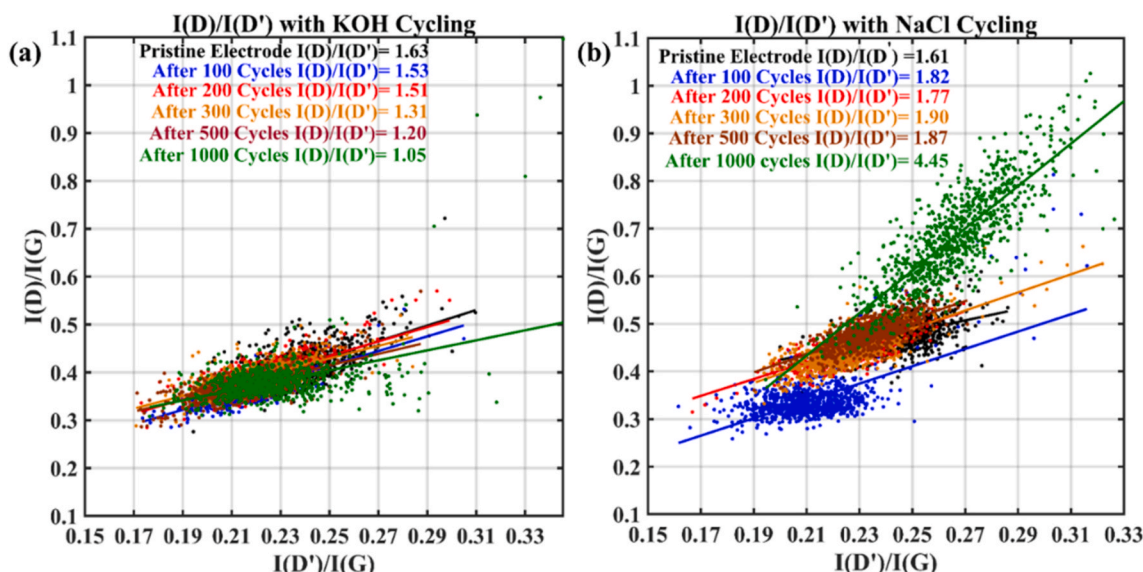 I(D)/I(D') with KOH Cycling
(a)
Pristine Electrode I(D)/I(D')= 1.63
After 100 Cycles I(D)/I(D')= 1.53
After 200 Cycles I(D)/I(D')= 1.51
After 300 Cycles I(D)/I(D')= 1.31
After 500 Cycles I(D)/I(D')= 1.20
After 1000 Cycles I(D)/I(D')= 1.05
I(D)/I(G)
1.1
1
0.9
0.8
0.7
0.6
0.5
0.4
0.3
0.2
0.1
0.15 0.17 0.19 0.21 0.23 0.25 0.27 0.29 0.31 0.33
I(D')/I(G)
I(D)/I(D') with NaCl Cycling
(b)
Pristine Electrode I(D)/I(D') =1.61
After 100 Cycles I(D)/I(D')= 1.82
After 200 Cycles I(D)/I(D')= 1.77
After 300 Cycles I(D)/I(D')= 1.90
After 500 Cycles I(D)/I(D')= 1.87
After 1000 cycles I(D)/I(D')= 4.45
I(D)/I(G)
1.1
1
0.9
0.8
0.7
0.6
0.5
0.4
0.3
0.2
0.1
0.15 0.17 0.19 0.21 0.23 0.25 0.27 0.29 0.31 0.33
I(D')/I(G)